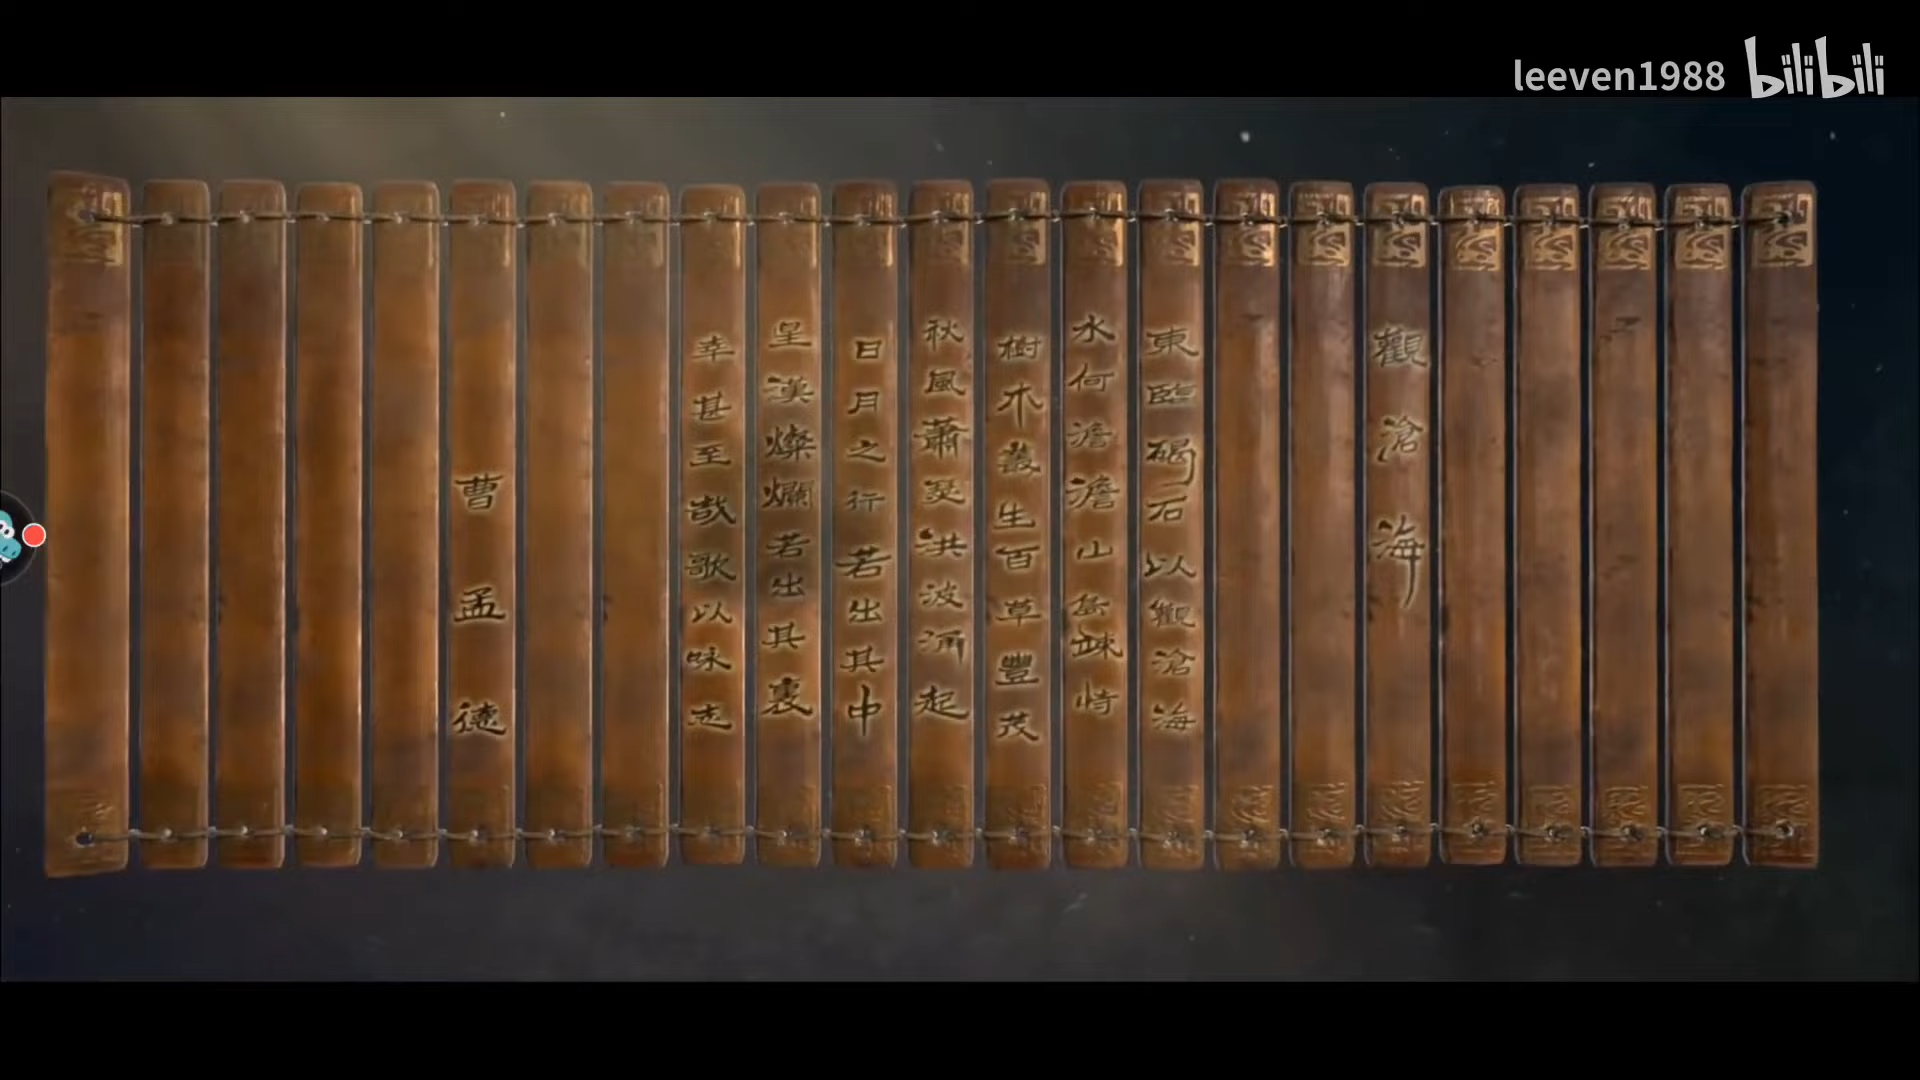 leeven1988 bilibili
觀滄海
東臨碣石以觀滄海
水何澹澹山島竦峙
樹木叢生百草豐茂
秋風蕭瑟洪波涌起
日月之行若出其中
星漢燦爛若出其裏
幸甚至哉歌以咏志
曹孟德